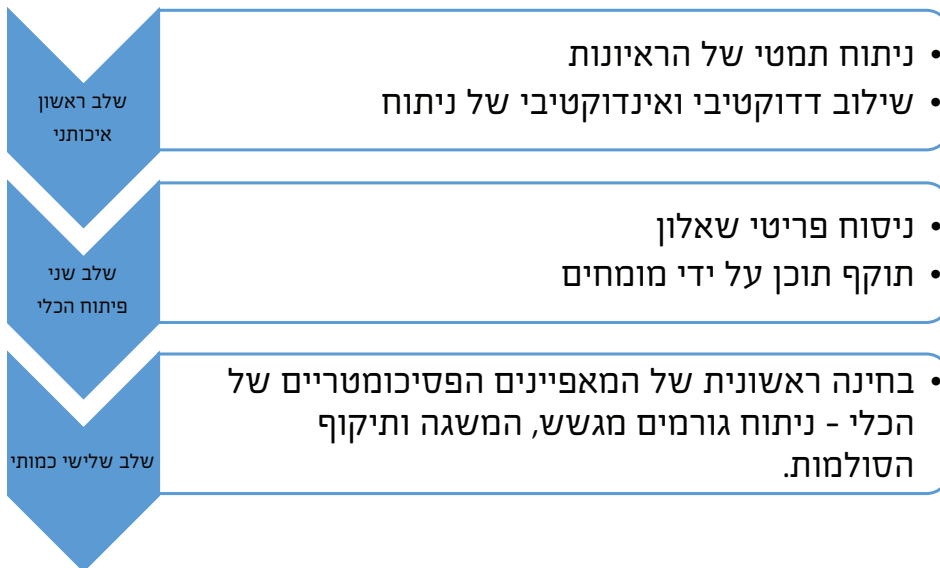 שלב ראשון
איכותני
• ניתוח תמטי של הראיונות
• שילוב דדוקטיבי ואינדוקטיבי של ניתוח
שלב שני
פיתוח הכלי
• ניסוח פריטי שאלון
• תוקף תוכן על ידי מומחים
שלב שלישי כמותי
• בחינה ראשונית של המאפיינים הפסיכומטריים של
הכלי - ניתוח גורמים מגשש, המשגה ותיקוף
הסולמות.